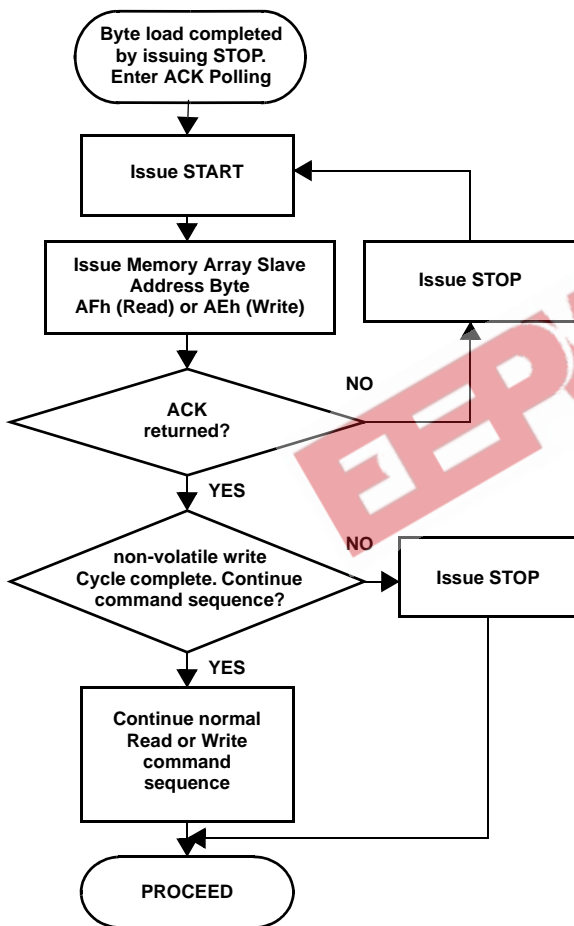 Byte load completed
by issuing STOP.
Enter ACK Polling
Issue START
Issue Memory Array Slave
Address Byte
AFh (Read) or AEh (Write)
Issue STOP
NO
ACK
returned?
YES
NO
non-volatile write
Cycle complete. Continue
command sequence?
Issue STOP
YES
Continue normal
Read or Write
command
sequence
PROCEED